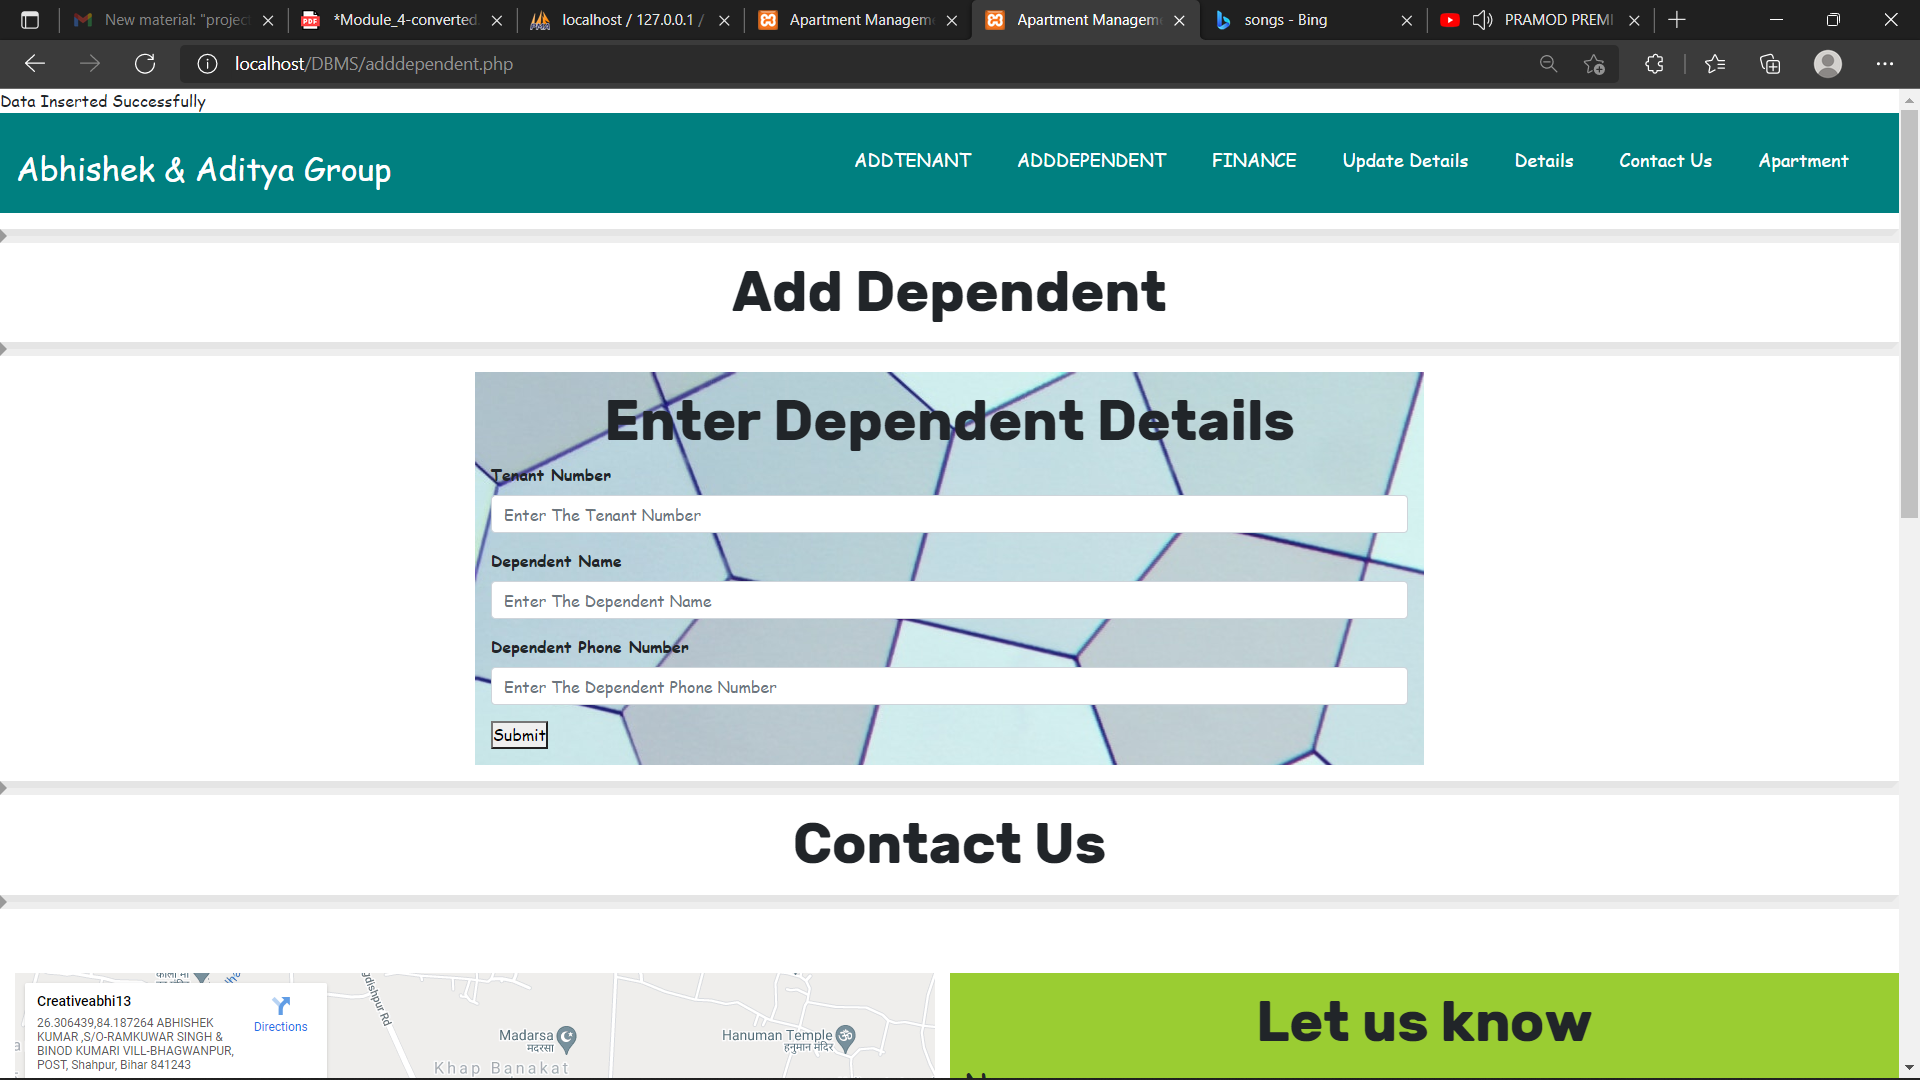 New material: "projec
*Module_4-converted.
localhost / 127.0.0.1 /
Apartment Managem
Apartment Managem
songs - Bing
PRAMOD PREMI
localhost/DBMS/adddependent.php
Data Inserted Successfully
Abhishek & Aditya Group
ADDTENANT
ADDDEPENDENT
FINANCE
Update Details
Details
Contact Us
Apartment
Add Dependent
Enter Dependent Details
Tenant Number
Enter The Tenant Number
Dependent Name
Enter The Dependent Name
Dependent Phone Number
Enter The Dependent Phone Number
Submit
Contact Us
Creativeabhi13
26.306439,84.187264 ABHISHEK
KUMAR ,S/O-RAMKUWAR SINGH &
BINOD KUMARI VILL-BHAGWANPUR,
POST, Shahpur, Bihar 841243
Directions
gdishpur Rd
Madarsa
मदरसा
Khap Banakat
Hanuman Temple
हनुमान मंदिर
Let us know